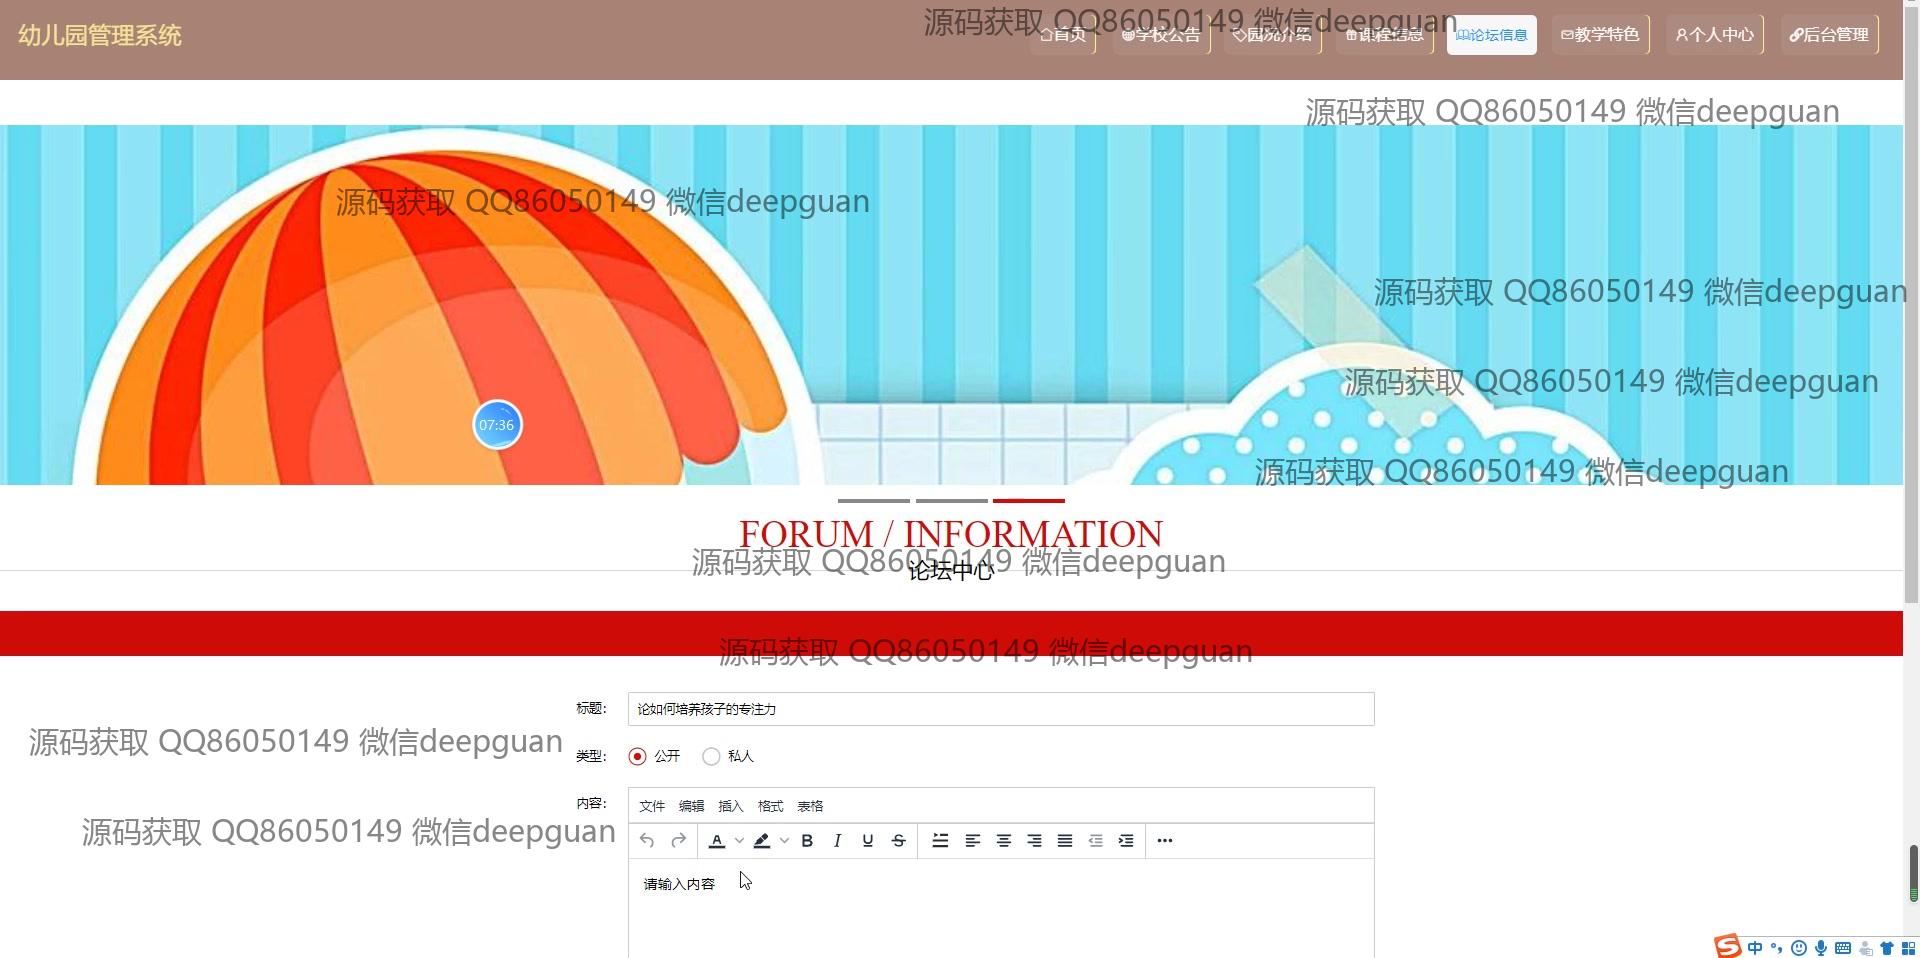 幼儿园管理系统
首页 学校公告 园况介绍 课程信息 论坛信息 教学特色 个人中心 后台管理
源码获取 QQ86050149 微信deepguan
源码获取 QQ86050149 微信deepguan
源码获取 QQ86050149 微信deepguan
源码获取 QQ86050149 微信deepguan
源码获取 QQ86050149 微信deepguan
07:36
源码获取 QQ86050149 微信deepguan
FORUM / INFORMATION
源码获取 QQ86050149 微信deepguan
论坛中心
源码获取 QQ86050149 微信deepguan
标题: 论如何培养孩子的专注力
源码获取 QQ86050149 微信deepguan
类型: 公开 私人
内容: 文件 编辑 插入 格式 表格
源码获取 QQ86050149 微信deepguan
A B I U S
请输入内容
S 中